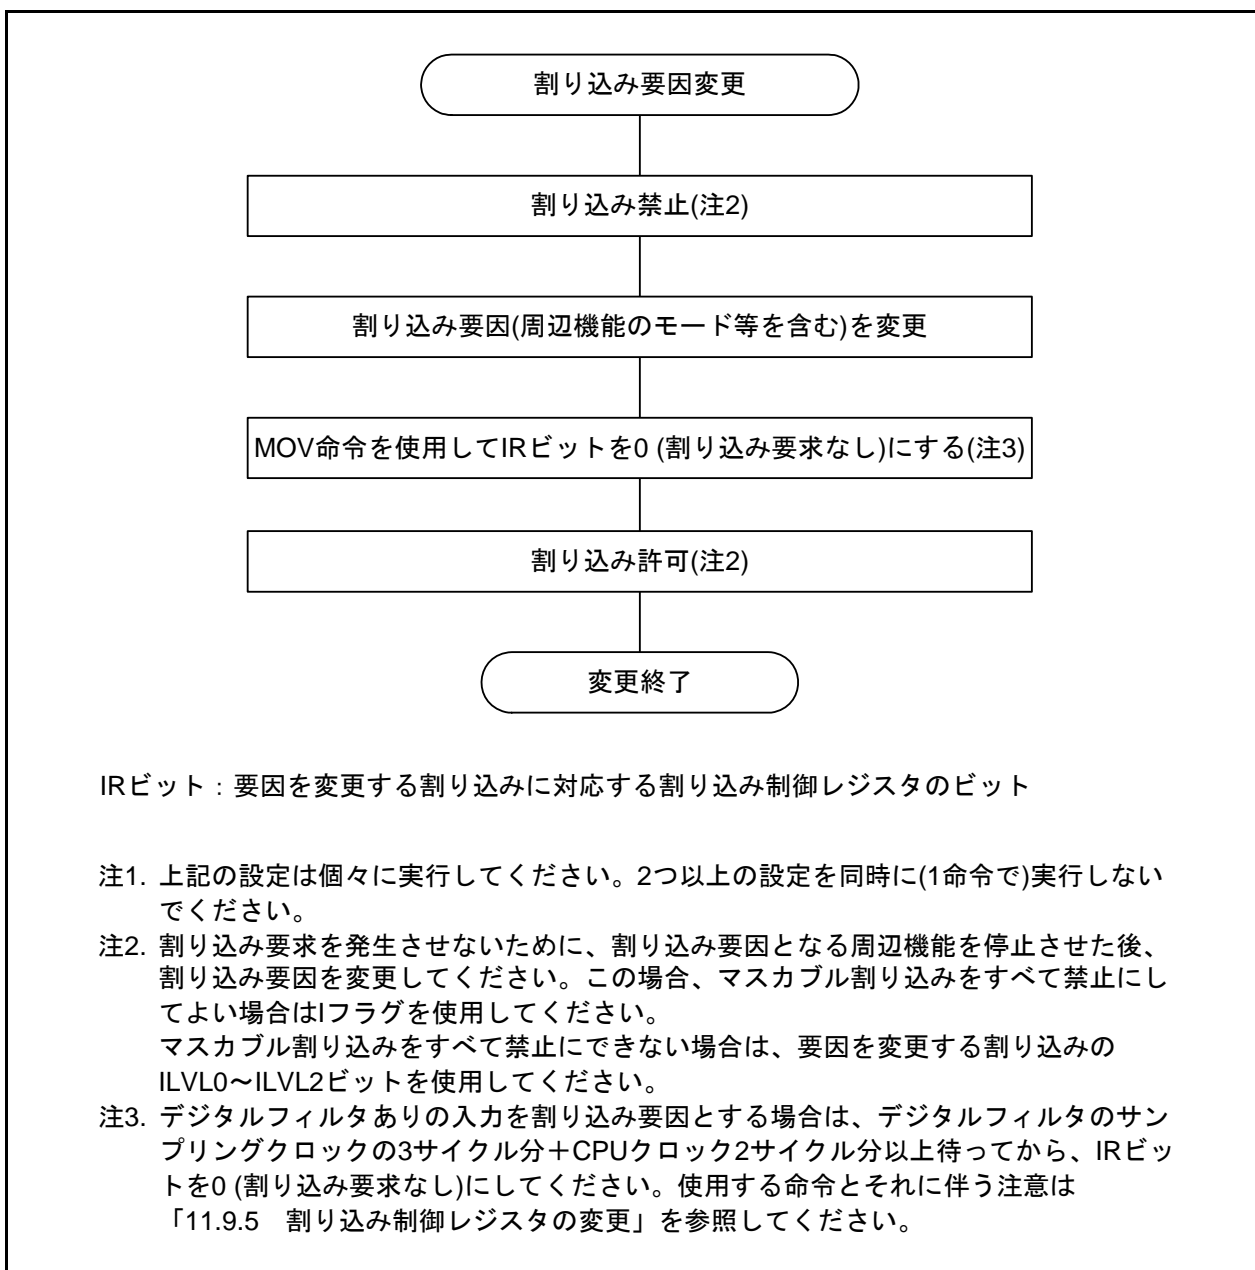 割り込み要因変更
割り込み禁止(注2)
割り込み要因(周辺機能のモード等を含む)を変更
MOV命令を使用してIRビットを0 (割り込み要求なし)にする(注3)
割り込み許可(注2)
変更終了
IRビット：要因を変更する割り込みに対応する割り込み制御レジスタのビット
注1. 上記の設定は個々に実行してください。2つ以上の設定を同時に(1命令で)実行しない
でください。
注2. 割り込み要求を発生させないために、割り込み要因となる周辺機能を停止させた後、
割り込み要因を変更してください。この場合、マスカブル割り込みをすべて禁止にし
てよい場合はIフラグを使用してください。
マスカブル割り込みをすべて禁止にできない場合は、要因を変更する割り込みの
ILVL0～ILVL2ビットを使用してください。
注3. デジタルフィルタありの入力を割り込み要因とする場合は、デジタルフィルタのサン
プリングクロックの3サイクル分＋CPUクロック2サイクル分以上待ってから、IRビッ
トを0 (割り込み要求なし)にしてください。使用する命令とそれに伴う注意は
「11.9.5　割り込み制御レジスタの変更」を参照してください。